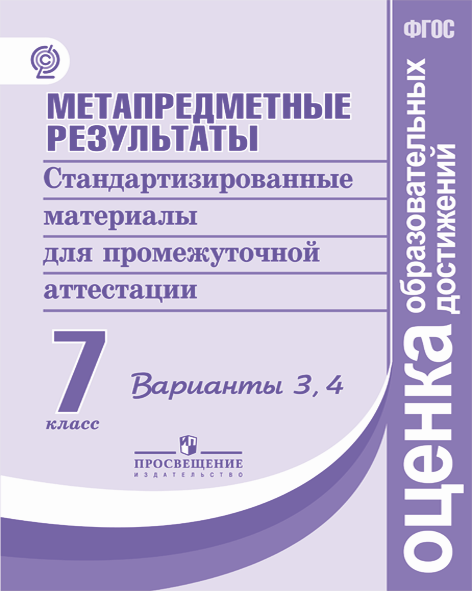 ФГОС
МЕТАПРЕДМЕТНЫЕ
РЕЗУЛЬТАТЫ
Стандартизированные
материалы
для промежуточной
аттестации
7
класс
Варианты 3, 4
ПРОСВЕЩЕНИЕ
ИЗДАТЕЛЬСТВО
оценка
образовательных
достижений